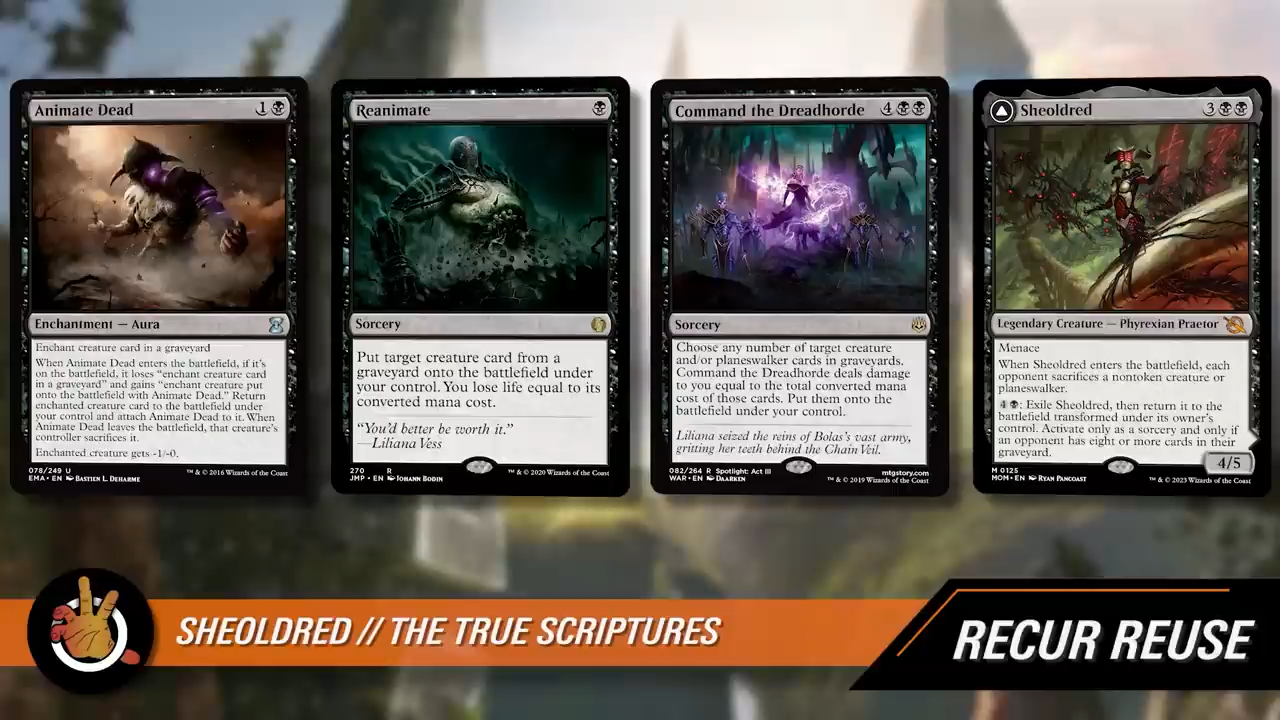 Animate Dead 1
Enchantment — Aura
Enchant creature card in a graveyard
When Animate Dead enters the battlefield, if it's
on the battlefield, it loses “enchant creature card
in a graveyard” and gains “enchant creature put
onto the battlefield with Animate Dead.” Return
enchanted creature card to the battlefield under
your control and attach Animate Dead to it. When
Animate Dead leaves the battlefield, that creature's
controller sacrifices it.
Enchanted creature gets -1/-0.
078/249 U
EMA • EN Bastien L. Deharme
™ & © 2016 Wizards of the Coast
Reanimate
Sorcery
Put target creature card from a
graveyard onto the battlefield under
your control. You lose life equal to its
converted mana cost.
“You'd better be worth it.”
—Liliana Vess
270 R
JMP • EN Johann Bodin
™ & © 2020 Wizards of the Coast
Command the Dreadhorde 4
Sorcery
Choose any number of target creature
and/or planeswalker cards in graveyards.
Command the Dreadhorde deals damage
to you equal to the total converted mana
cost of those cards. Put them onto the
battlefield under your control.
Liliana seized the reins of Bolas's vast army,
gritting her teeth behind the Chain Veil.
082/264 R Spotlight: Act III
mtgstory.com
WAR • EN Daarken
™ & © 2019 Wizards of the Coast
Sheoldred 3
Legendary Creature — Phyrexian Praetor
Menace
When Sheoldred enters the battlefield, each
opponent sacrifices a nontoken creature or
planeswalker.
4: Exile Sheoldred, then return it to the
battlefield transformed under its owner's
control. Activate only as a sorcery and only if
an opponent has eight or more cards in their
graveyard.
4/5
M 0125
MOM • EN Ryan Pancoast
™ & © 2023 Wizards of the Coast
SHEOLDRED // THE TRUE SCRIPTURES
RECUR REUSE